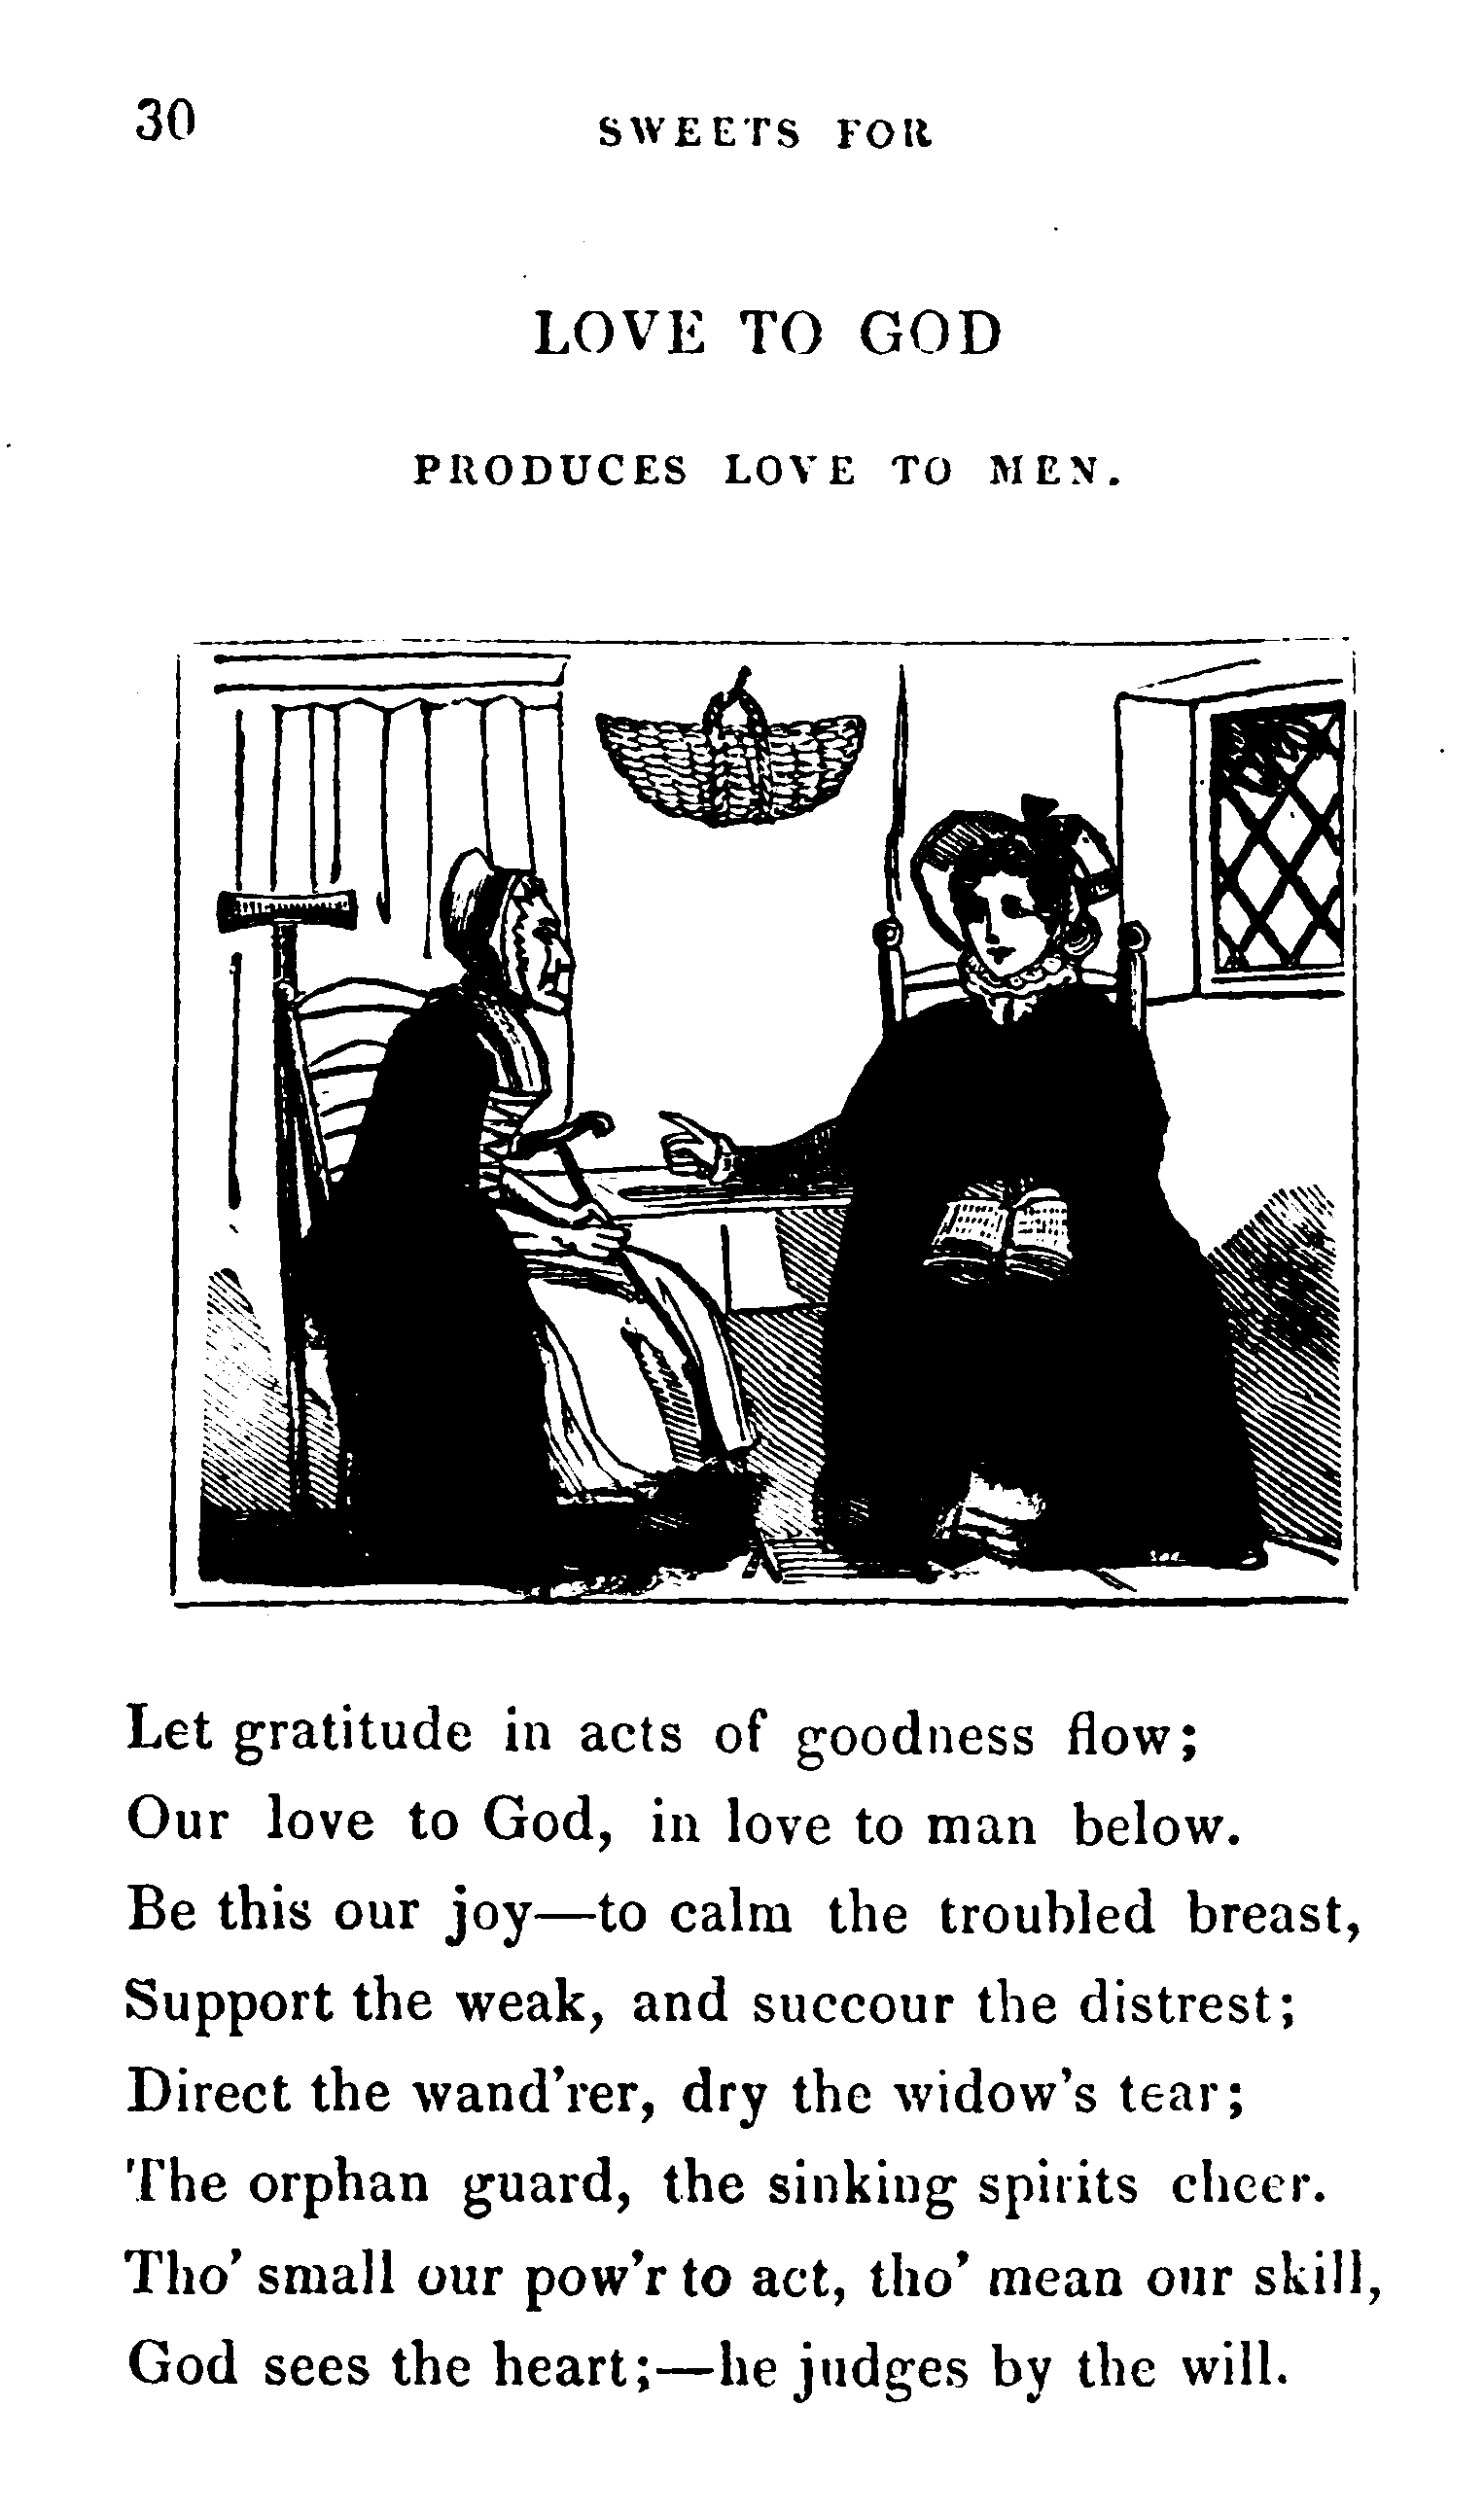 30
SWEETS FOR
LOVE TO GOD
PRODUCES LOVE TO MEN.
Let gratitude in acts of goodness flow;
Our love to God, in love to man below.
Be this our joy—to calm the troubled breast,
Support the weak, and succour the distrest;
Direct the wand'rer, dry the widow's tear;
The orphan guard, the sinking spirits cheer.
Tho' small our pow'r to act, tho' mean our skill,
God sees the heart;—he judges by the will.